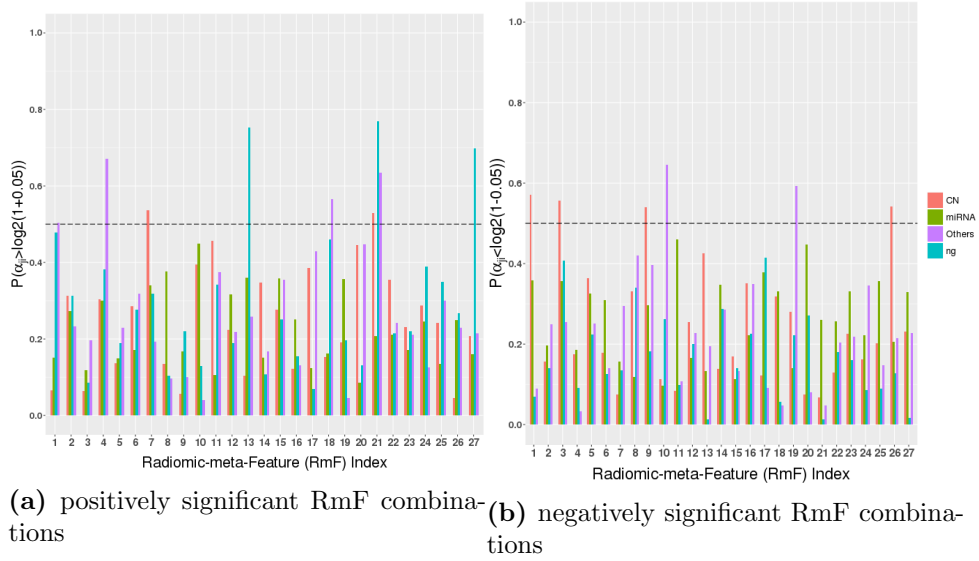 P(αⱼₗ>log2(1+0.05))
1.0
0.8
0.6
0.4
0.2
0.0
1 2 3 4 5 6 7 8 9 10 11 12 13 14 15 16 17 18 19 20 21 22 23 24 25 26 27
Radiomic-meta-Feature (RmF) Index
(a) positively significant RmF combina-
tions
P(αⱼₗ<log2(1-0.05))
1.0
0.8
0.6
0.4
0.2
0.0
1 2 3 4 5 6 7 8 9 10 11 12 13 14 15 16 17 18 19 20 21 22 23 24 25 26 27
Radiomic-meta-Feature (RmF) Index
CN
miRNA
Others
ng
(b) negatively significant RmF combina-
tions